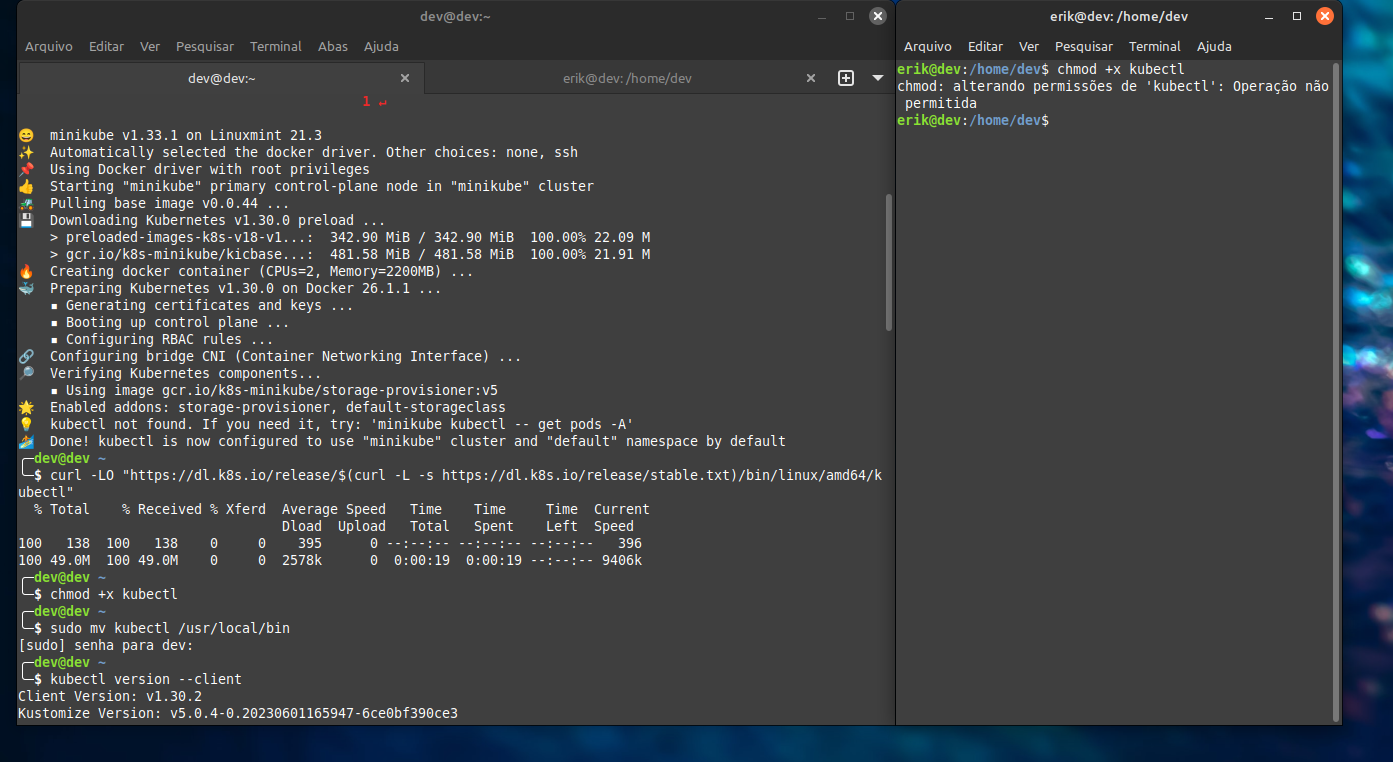 dev@dev:~
Arquivo Editar Ver Pesquisar Terminal Abas Ajuda
dev@dev:~
erik@dev: /home/dev
1 ↵
minikube v1.33.1 on Linuxmint 21.3
Automatically selected the docker driver. Other choices: none, ssh
Using Docker driver with root privileges
Starting "minikube" primary control-plane node in "minikube" cluster
Pulling base image v0.0.44 ...
Downloading Kubernetes v1.30.0 preload ...
> preloaded-images-k8s-v18-v1...: 342.90 MiB / 342.90 MiB 100.00% 22.09 M
> gcr.io/k8s-minikube/kicbase...: 481.58 MiB / 481.58 MiB 100.00% 21.91 M
Creating docker container (CPUs=2, Memory=2200MB) ...
Preparing Kubernetes v1.30.0 on Docker 26.1.1 ...
▪ Generating certificates and keys ...
▪ Booting up control plane ...
▪ Configuring RBAC rules ...
Configuring bridge CNI (Container Networking Interface) ...
Verifying Kubernetes components...
▪ Using image gcr.io/k8s-minikube/storage-provisioner:v5
Enabled addons: storage-provisioner, default-storageclass
kubectl not found. If you need it, try: 'minikube kubectl -- get pods -A'
Done! kubectl is now configured to use "minikube" cluster and "default" namespace by default
╭─dev@dev ~
╰─$ curl -LO "https://dl.k8s.io/release/$(curl -L -s https://dl.k8s.io/release/stable.txt)/bin/linux/amd64/k
ubectl"
% Total % Received % Xferd Average Speed Time Time Time Current
Dload Upload Total Spent Left Speed
100 138 100 138 0 0 395 0 --:--:-- --:--:-- --:--:-- 396
100 49.0M 100 49.0M 0 0 2578k 0 0:00:19 0:00:19 --:--:-- 9406k
╭─dev@dev ~
╰─$ chmod +x kubectl
╭─dev@dev ~
╰─$ sudo mv kubectl /usr/local/bin
[sudo] senha para dev:
╭─dev@dev ~
╰─$ kubectl version --client
Client Version: v1.30.2
Kustomize Version: v5.0.4-0.20230601165947-6ce0bf390ce3
erik@dev: /home/dev
Arquivo Editar Ver Pesquisar Terminal Ajuda
erik@dev:/home/dev$ chmod +x kubectl
chmod: alterando permissões de 'kubectl': Operação não
permitida
erik@dev:/home/dev$